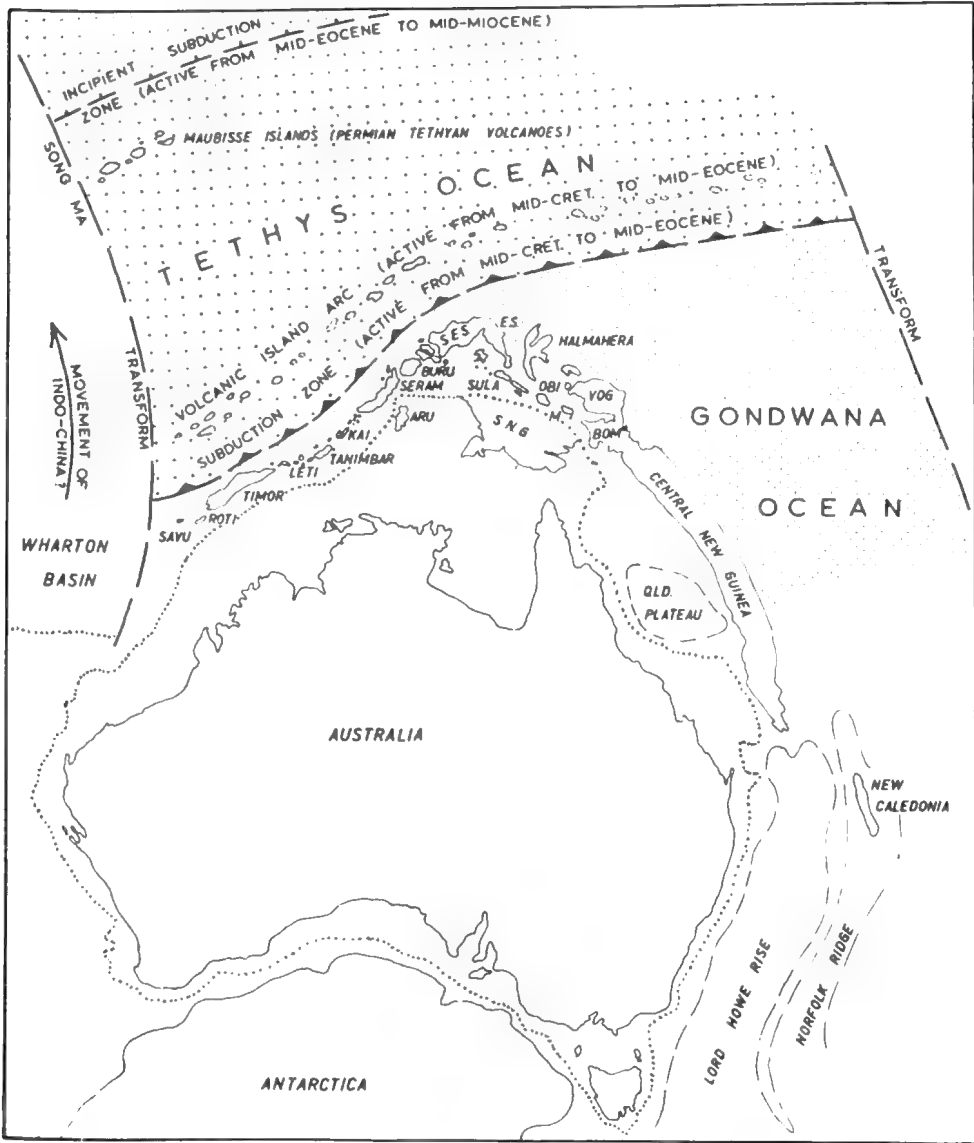 INCIPIENT SUBDUCTION
ZONE (ACTIVE FROM MID-EOCENE TO MID-MIOCENE)
SONG MA
TRANSFORM
MAUBISSE ISLANDS (PERMIAN TETHYAN VOLCANOES)
TETHYS OCEAN
VOLCANIC ISLAND ARC (ACTIVE FROM MID-CRET. TO MID-EOCENE)
SUBDUCTION ZONE (ACTIVE FROM MID-CRET. TO MID-EOCENE)
TRANSFORM
MOVEMENT OF
INDO-CHINA?
WHARTON
BASIN
S.E.S.
E.S.
HALMAHERA
BURU
SERAM
SULA
OBI
VOG
ARU
S.N.G
M
BOM
KAI
TANIMBAR
LETI
TIMOR
ROTI
SAVU
GONDWANA
OCEAN
CENTRAL NEW GUINEA
QLD.
PLATEAU
AUSTRALIA
NEW
CALEDONIA
LORD HOWE RISE
NORFOLK RIDGE
ANTARCTICA